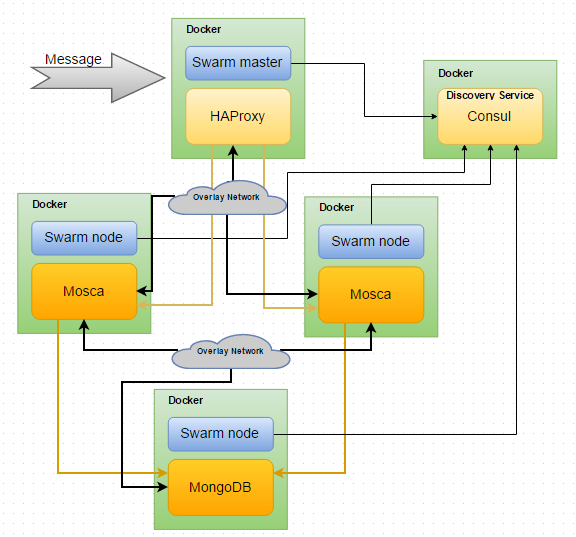 Docker
Message
Swarm master
HAProxy
Docker
Discovery Service
Consul
Overlay Network
Docker
Swarm node
Mosca
Docker
Swarm node
Mosca
Overlay Network
Docker
Swarm node
MongoDB